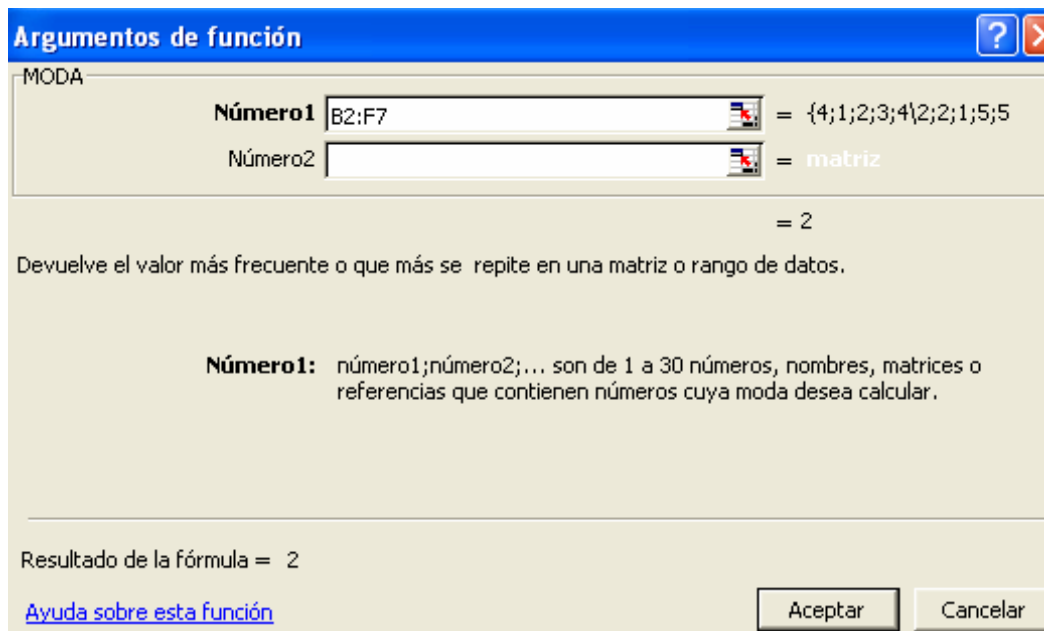 Argumentos de función
MODA
Número1 B2:F7 = {4;1;2;3;4\2;2;1;5;5
Número2 = matriz
= 2
Devuelve el valor más frecuente o que más se repite en una matriz o rango de datos.
Número1: número1;número2;... son de 1 a 30 números, nombres, matrices o
referencias que contienen números cuya moda desea calcular.
Resultado de la fórmula = 2
Ayuda sobre esta función Aceptar Cancelar